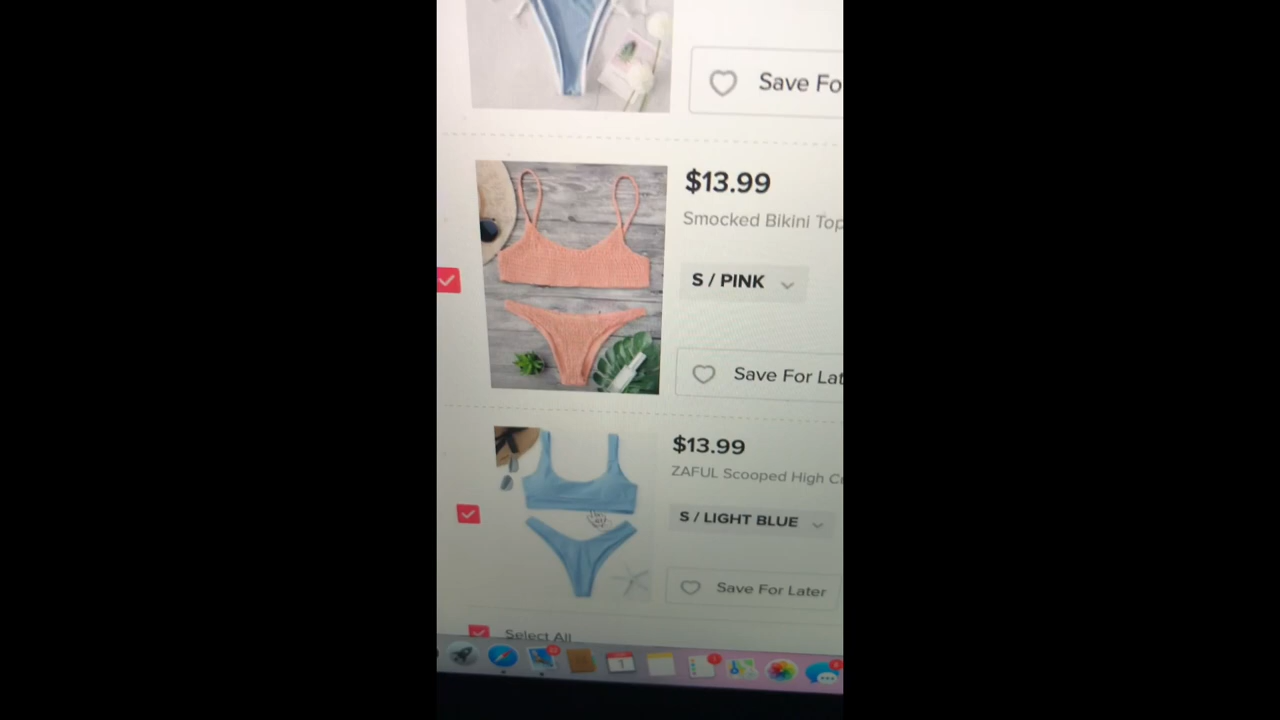 Save Fo
$13.99
Smocked Bikini Top
S / PINK
Save For Lat
$13.99
ZAFUL Scooped High C
S / LIGHT BLUE
Save For Later
Select All
1